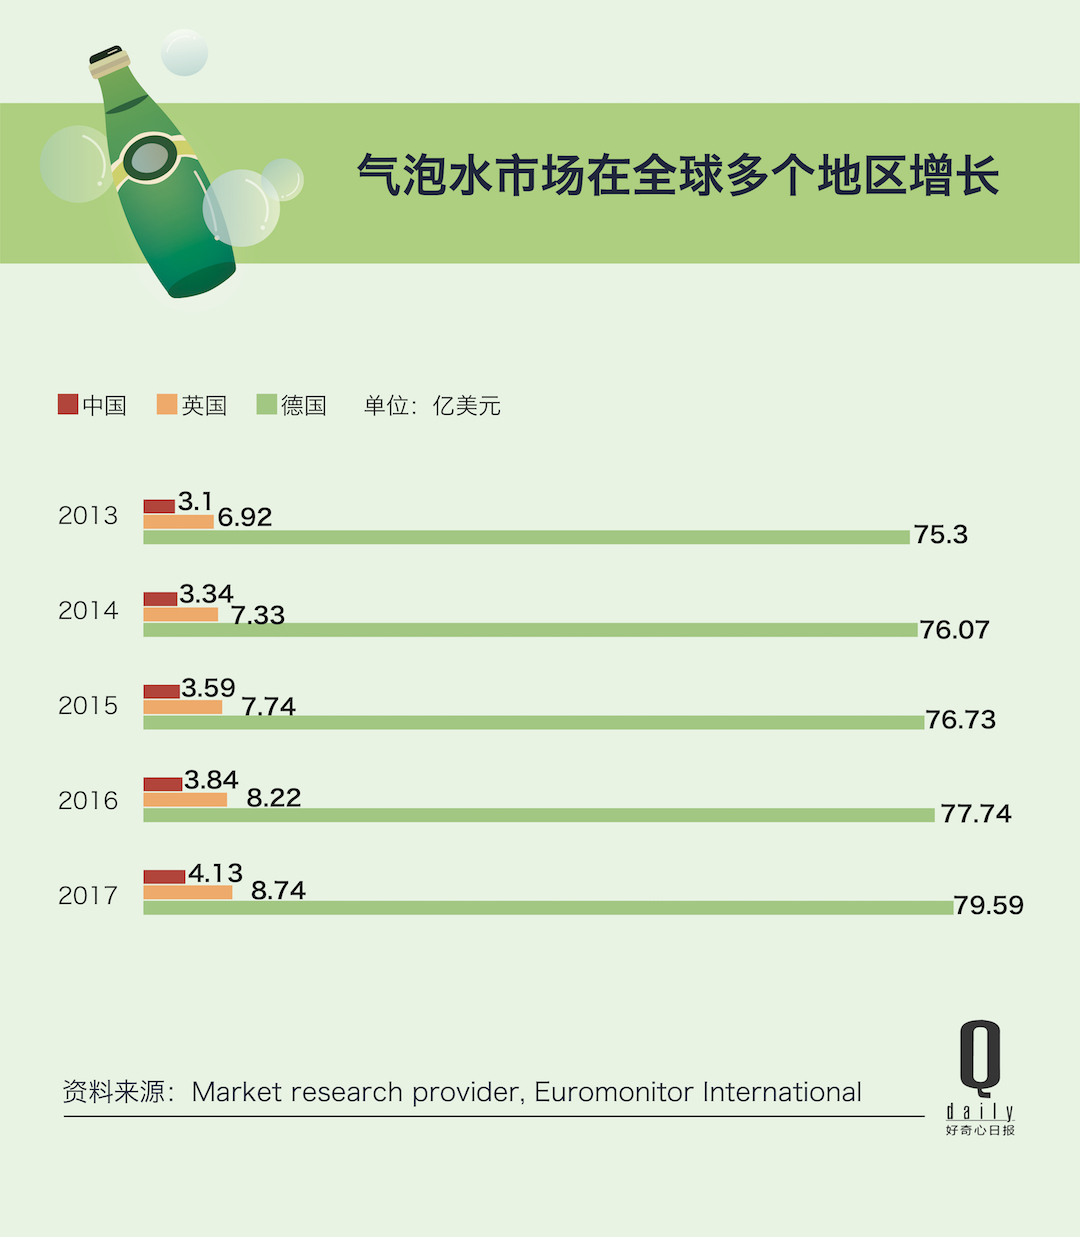 气泡水市场在全球多个地区增长
中国 英国 德国 单位：亿美元
2013 3.1 6.92 75.3
2014 3.34 7.33 76.07
2015 3.59 7.74 76.73
2016 3.84 8.22 77.74
2017 4.13 8.74 79.59
资料来源：Market research provider, Euromonitor International
Q
daily
好奇心日报